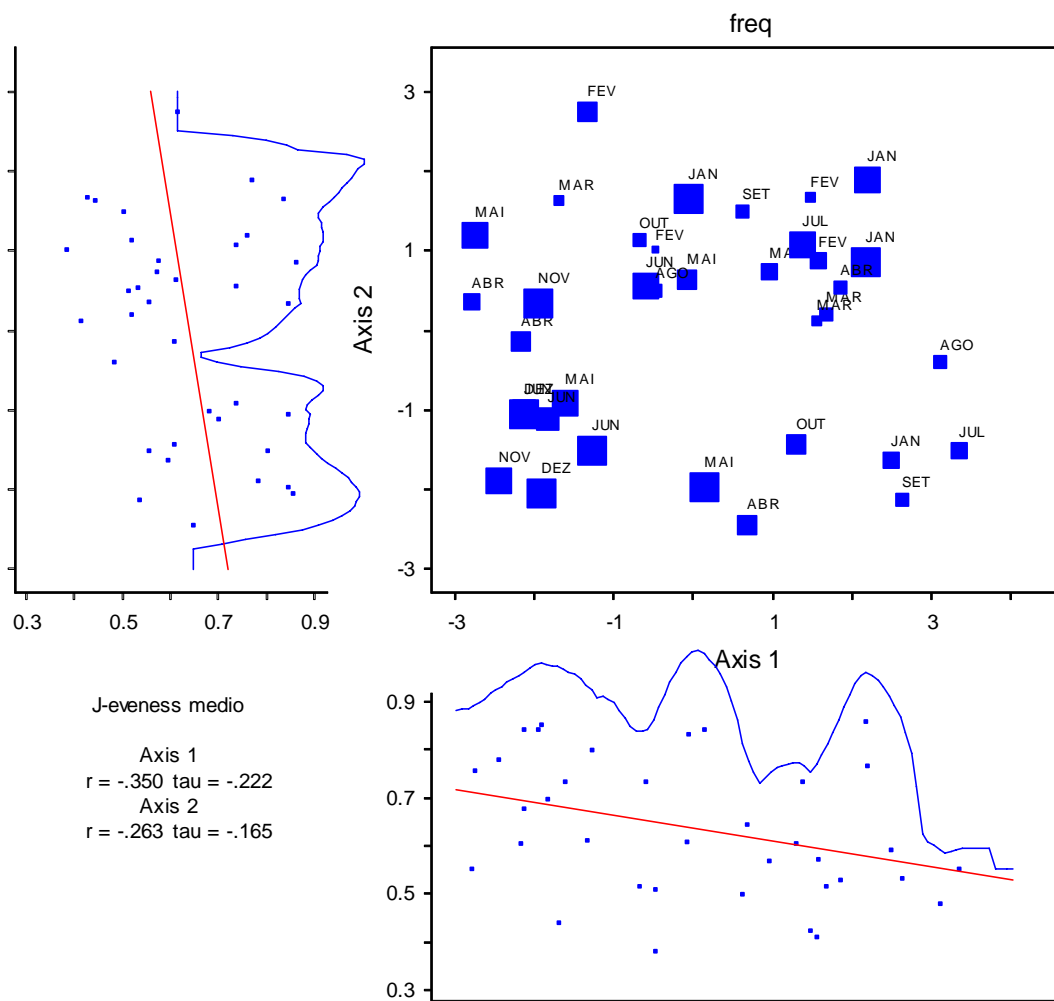 freq
FEV
MAR
MAI
JAN
SET
FEV
JAN
OUT
FEV
JUL
JUN
AGO
MAI
FEV
JAN
ABR
NOV
ABR
MAR
MAR
ABR
AGO
JUN
MAI
JUN
JUN
OUT
JAN
JUL
NOV
DEZ
MAI
SET
ABR
3
1
-1
-3
Axis 2
0.3 0.5 0.7 0.9
-3 -1 1 3
Axis 1
J-eveness medio
Axis 1
r = -.350 tau = -.222
Axis 2
r = -.263 tau = -.165
0.9
0.7
0.5
0.3